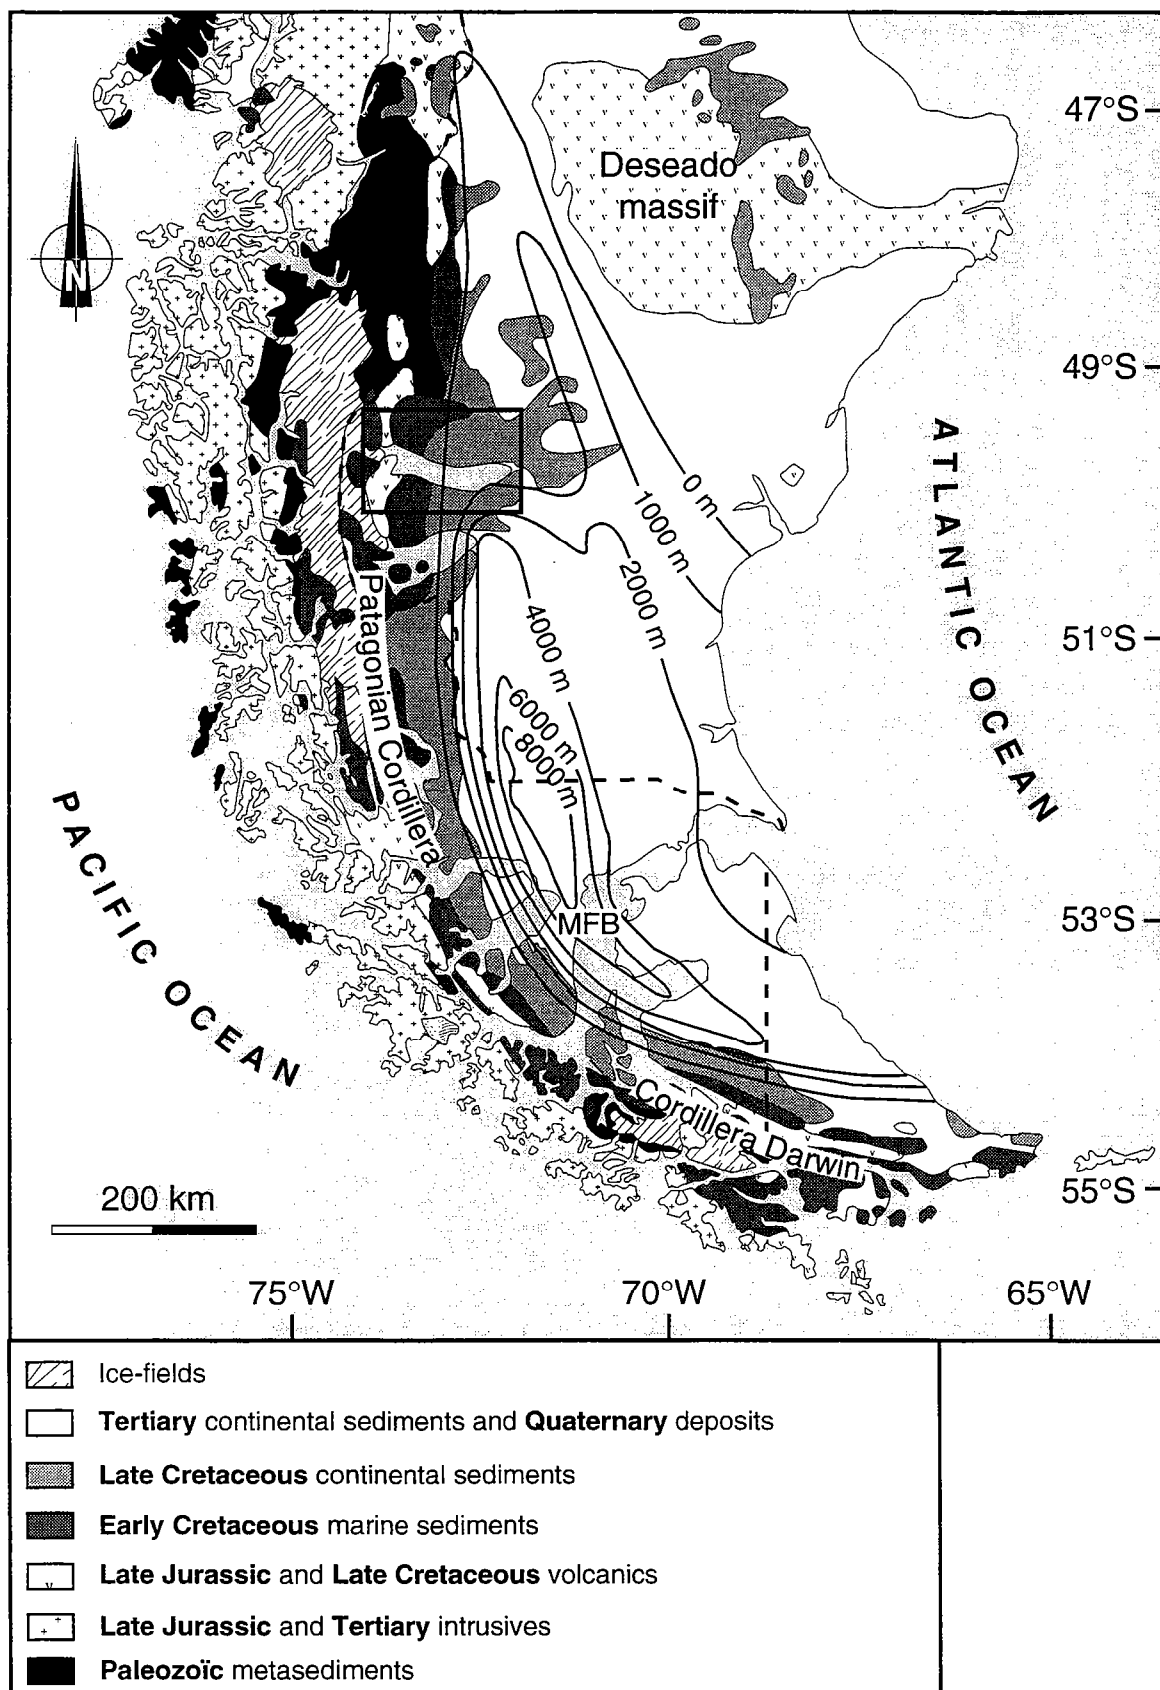 47°S
Deseado
massif
N
49°S
ATLANTIC OCEAN
0 m
1000 m
2000 m
4000 m
6000 m
8000 m
51°S
Patagonian Cordillera
PACIFIC OCEAN
MFB
53°S
Cordillera Darwin
55°S
200 km
75°W
70°W
65°W
Ice-fields
Tertiary continental sediments and Quaternary deposits
Late Cretaceous continental sediments
Early Cretaceous marine sediments
v
Late Jurassic and Late Cretaceous volcanics
Late Jurassic and Tertiary intrusives
Paleozoïc metasediments